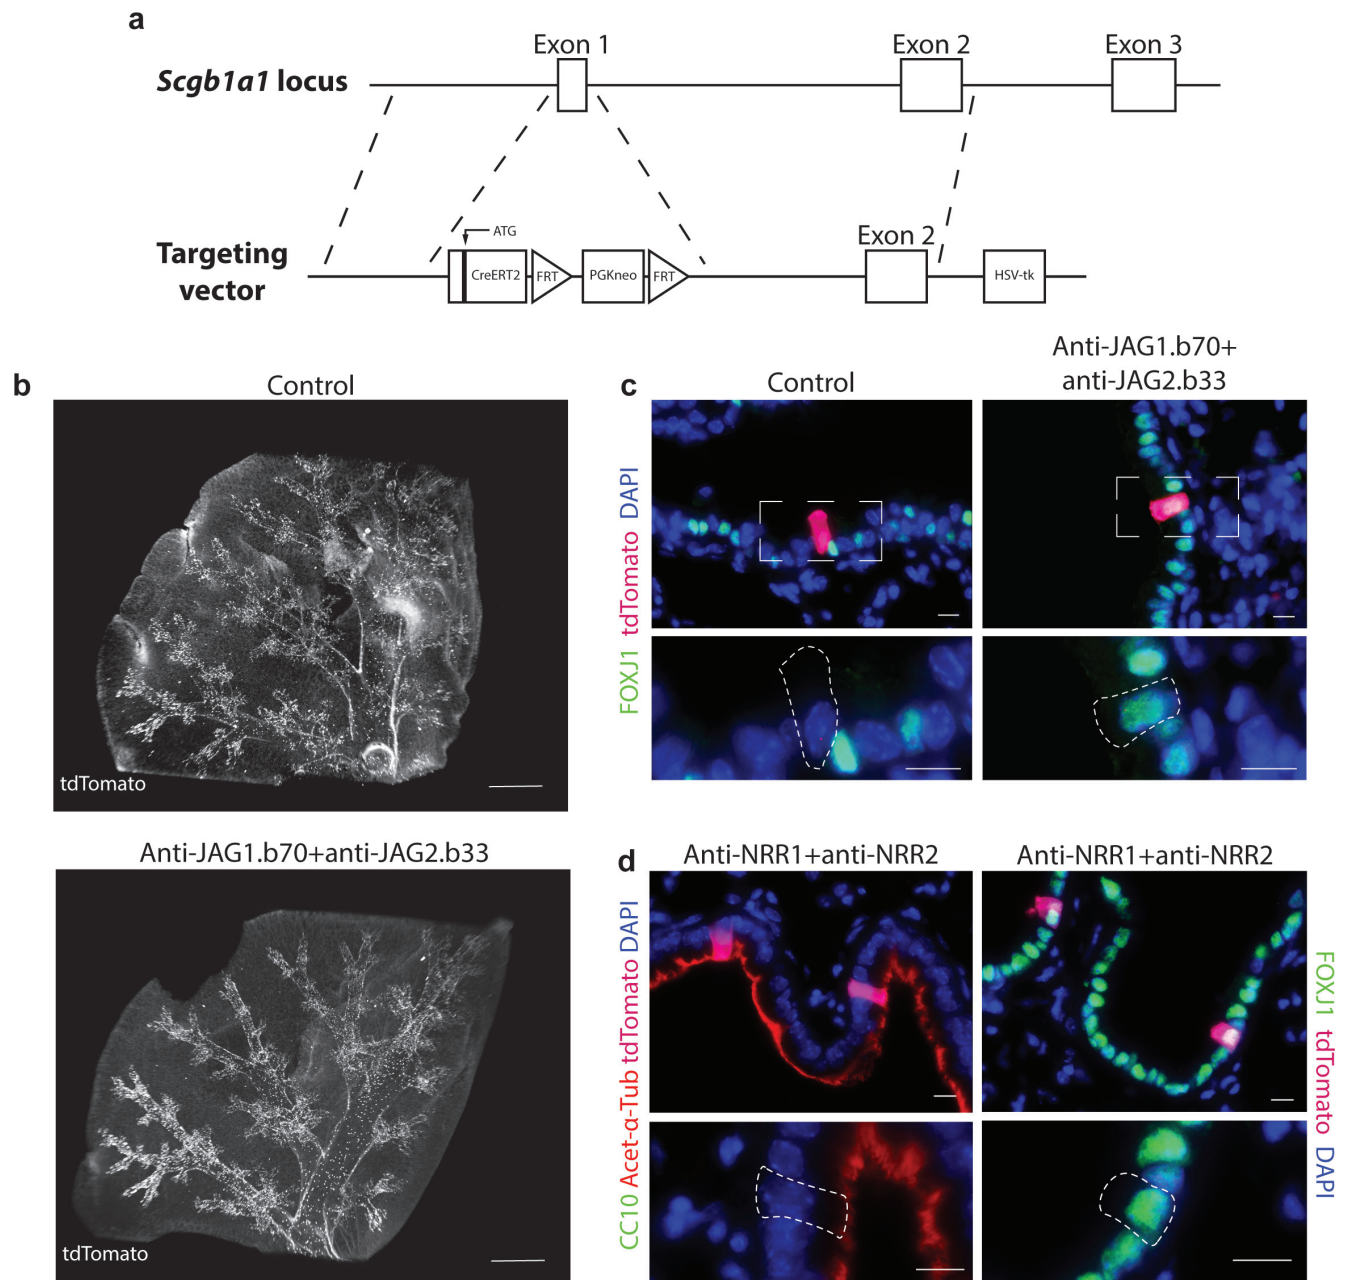 a
Exon 1
Exon 2
Exon 3
Scgb1a1 locus
ATG
Exon 2
Targeting
vector
CreERT2
FRT
PGKneo
FRT
HSV-tk
b
Control
tdTomato
Anti-JAG1.b70+anti-JAG2.b33
tdTomato
c
Control
Anti-JAG1.b70+
anti-JAG2.b33
FOXJ1 tdTomato DAPI
d
Anti-NRR1+anti-NRR2
Anti-NRR1+anti-NRR2
CC10 Acet-α-Tub tdTomato DAPI
FOXJ1 tdTomato DAPI